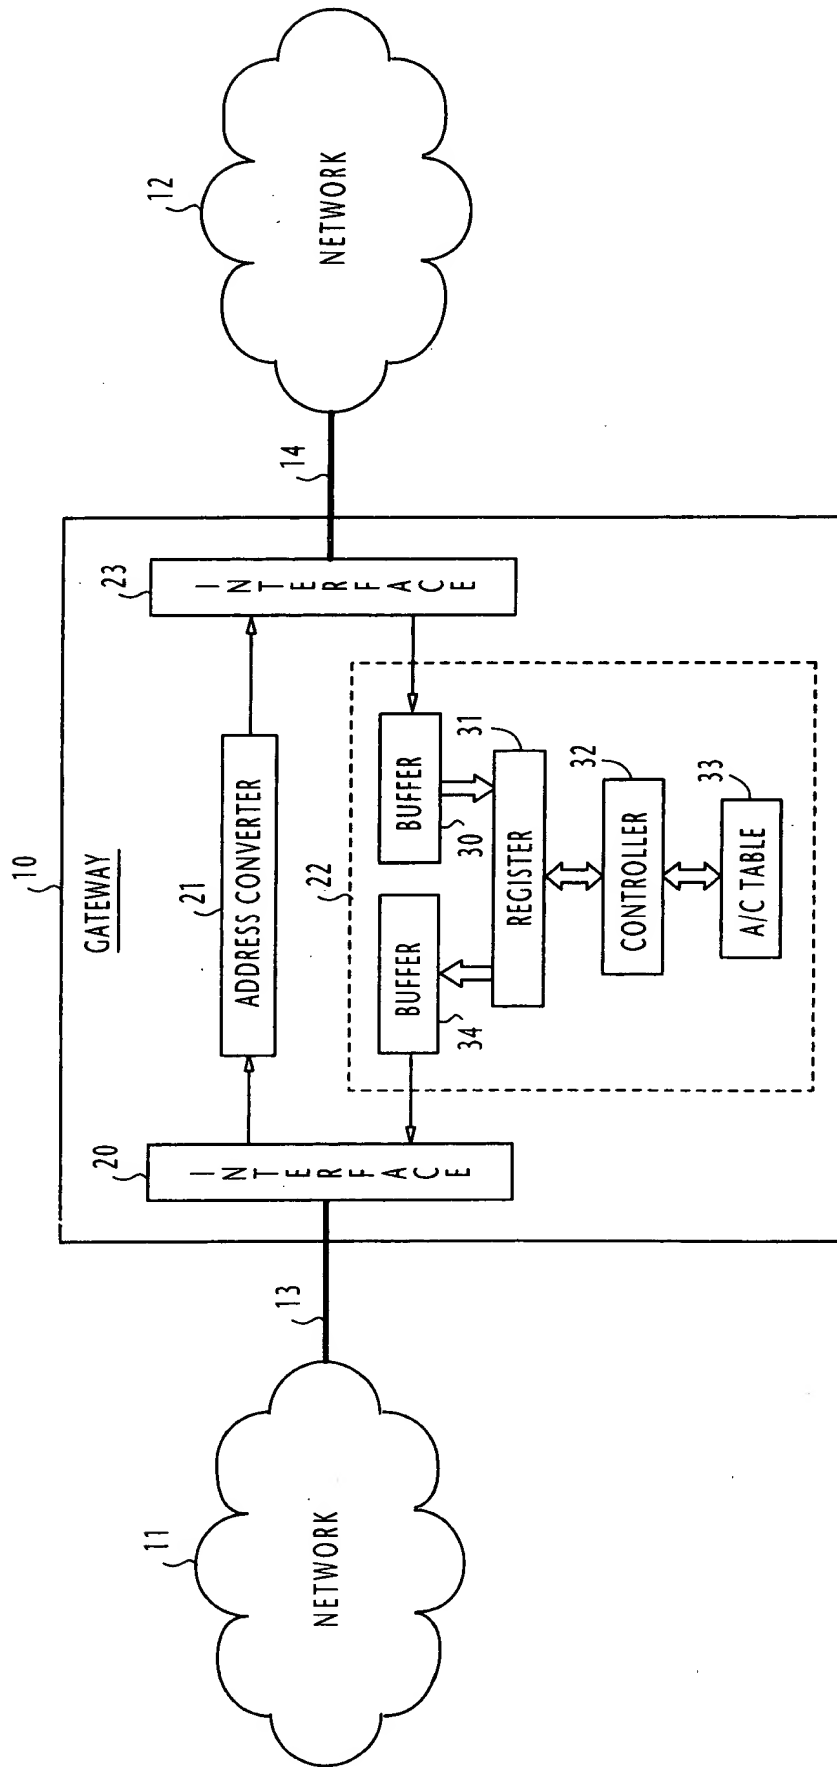 10
GATEWAY
11
NETWORK
13
20
INTERFACE
21
ADDRESS CONVERTER
23
INTERFACE
14
12
NETWORK
22
BUFFER
34
BUFFER
30
REGISTER
31
CONTROLLER
32
A/C TABLE
33